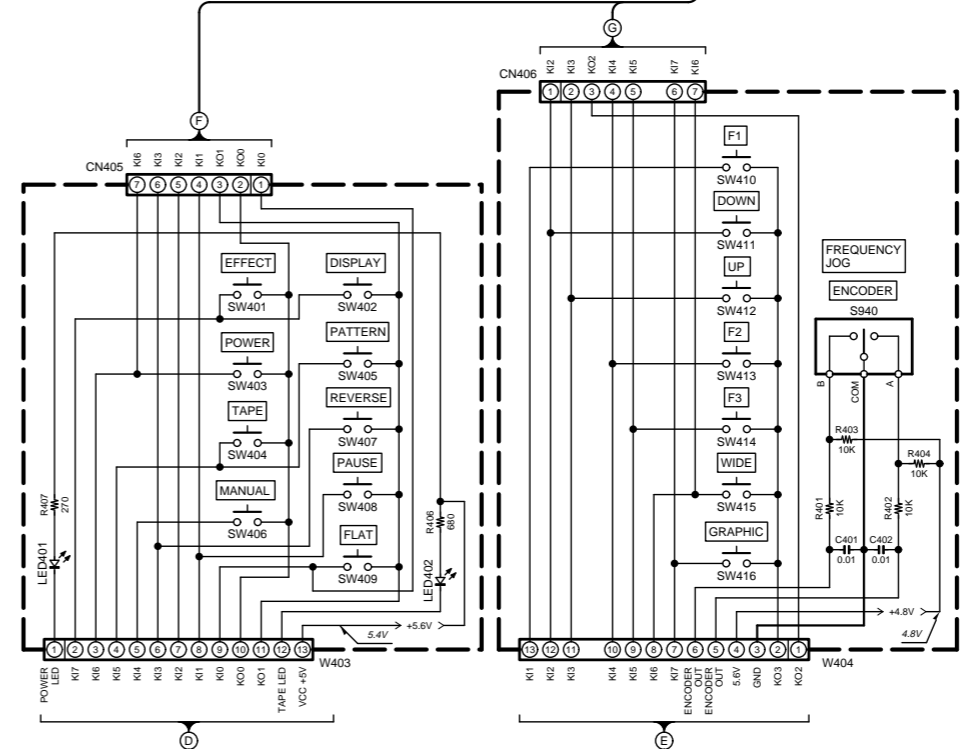 G
KI2 KI3 KO2 KI4 KI5 KI7 KI6
CN406
1 2 3 4 5 6 7
F
KI6 KI3 KI2 KI1 KO1 KO0 KI0
CN405
7 6 5 4 3 2 1
EFFECT
SW401
DISPLAY
SW402
POWER
SW403
PATTERN
SW405
TAPE
SW404
REVERSE
SW407
MANUAL
SW406
PAUSE
SW408
FLAT
SW409
R407
270
LED401
R406
680
LED402
+5.6V
5.4V
1 2 3 4 5 6 7 8 9 10 11 12 13
W403
POWER LED KI7 KI6 KI5 KI4 KI3 KI2 KI1 KI0 KO0 KO1 TAPE LED VCC +5V
D
F1
SW410
DOWN
SW411
UP
SW412
F2
SW413
F3
SW414
WIDE
SW415
GRAPHIC
SW416
FREQUENCY
JOG
ENCODER
S940
B COM A
R403
10K
R404
10K
R401
10K
R402
10K
C401
0.01
C402
0.01
+4.8V
4.8V
13 12 11 10 9 8 7 6 5 4 3 2 1
W404
KI1 KI2 KI3 KI4 KI5 KI6 KI7 ENCODER OUT ENCODER OUT 5.6V GND KO3 KO2
E